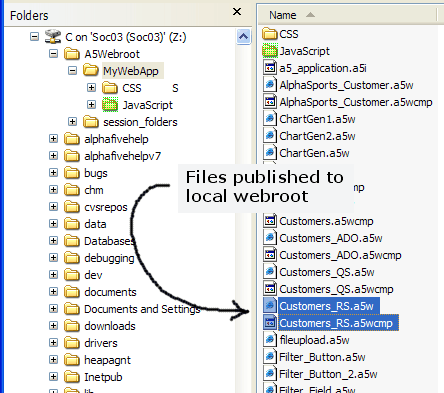 Folders
C on 'Soc03 (Soc03)' (Z:)
A5Webroot
MyWebApp
CSS S
JavaScript
session_folders
alphafivehelp
alphafivehelpv7
bugs
chm
cvsrepos
data
Databases
debugging
dev
documents
Documents and Settings
downloads
drivers
heapagnt
Inetpub
lib
Name
CSS
JavaScript
a5_application.a5i
AlphaSports_Customer.a5w
AlphaSports_Customer.a5wcmp
ChartGen1.a5w
ChartGen2.a5w
ChartGen.a5w
Files published to
local webroot
Customers.a5wcmp
Customers_ADO.a5w
Customers_ADO.a5wcmp
Customers_QS.a5w
Customers_QS.a5wcmp
Customers_RS.a5w
Customers_RS.a5wcmp
fileupload.a5w
Filter_Button.a5w
Filter_Button_2.a5w
Filter_Field.a5w